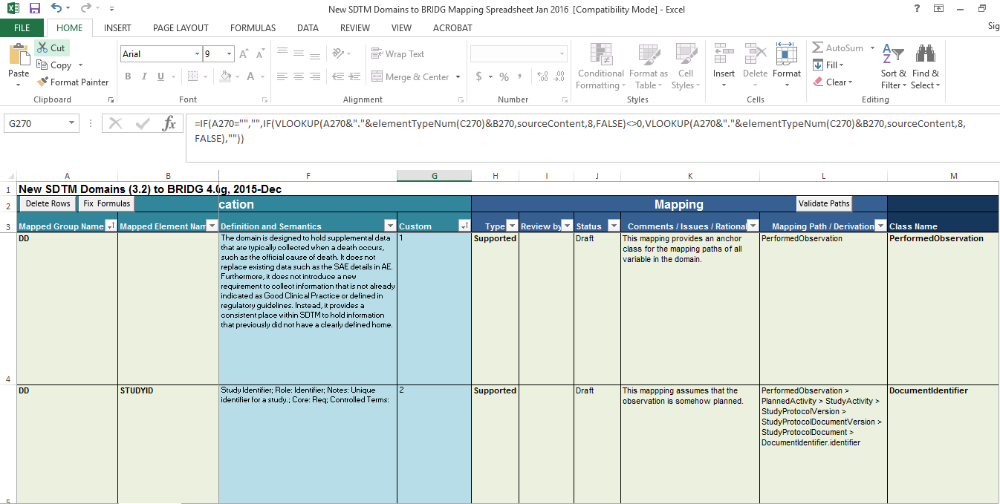 New SDTM Domains to BRIDG Mapping Spreadsheet Jan 2016 [Compatibility Mode] - Excel
?
FILE HOME INSERT PAGE LAYOUT FORMULAS DATA REVIEW VIEW ACROBAT Sig
Paste
Cut
Copy
Format Painter
Clipboard
Arial 9
B I U A
Font
Wrap Text
Merge & Center
Alignment
$ % ,
Number
Conditional Formatting
Format as Table
Cell Styles
Styles
Insert Delete Format
Cells
AutoSum
Fill
Clear
Sort & Filter
Find & Select
Editing
G270
fx
=IF(A270="","",IF(VLOOKUP(A270&"."&elementTypeNum(C270)&B270,sourceContent,8,FALSE)<>0,VLOOKUP(A270&"."&elementTypeNum(C270)&B270,sourceContent,8,
FALSE),""))
A B F G H I J K L M
1 New SDTM Domains (3.2) to BRIDG 4.0g, 2015-Dec
2 Delete Rows Fix Formulas cation Mapping Validate Paths
3 Mapped Group Name Mapped Element Nam Definition and Semantics Custom Type Review by Status Comments / Issues / Rational Mapping Path / Derivation Class Name
4
DD
The domain is designed to hold supplemental data
that are typically collected when a death occurs,
such as the official cause of death. It does not
replace existing data such as the SAE details in AE.
Furthermore, it does not introduce a new
requirement to collect information that is not already
indicated as Good Clinical Practice or defined in
regulatory guidelines. Instead, it provides a
consistent place within SDTM to hold information
that previously did not have a clearly defined home.
1
Supported
Draft
This mapping provides an anchor
class for the mapping paths of all
variable in the domain.
PerformedObservation
PerformedObservation
5
DD
STUDYID
Study Identifier; Role: Identifier; Notes: Unique
identifier for a study.; Core: Req; Controlled Terms:
2
Supported
Draft
This mappping assumes that the
observation is somehow planned.
PerformedObservation >
PlannedActivity > StudyActivity >
StudyProtocolVersion >
StudyProtocolDocumentVersion >
StudyProtocolDocument >
DocumentIdentifier.identifier
DocumentIdentifier